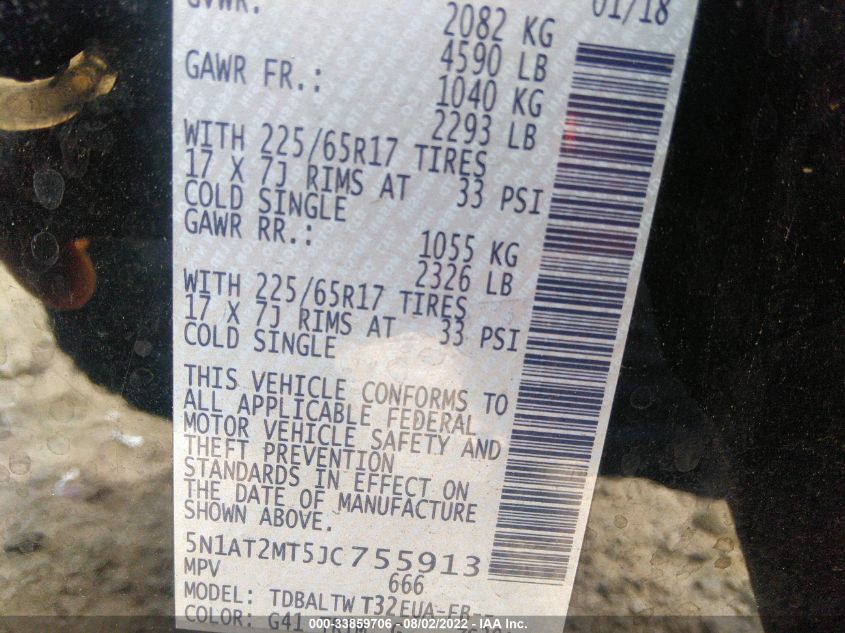 GVWR:
01/18
2082 KG
4590 LB
GAWR FR.:
1040 KG
2293 LB
WITH 225/65R17 TIRES
17 X 7J RIMS AT 33 PSI
COLD SINGLE
GAWR RR.:
1055 KG
2326 LB
WITH 225/65R17 TIRES
17 X 7J RIMS AT 33 PSI
COLD SINGLE
THIS VEHICLE CONFORMS TO
ALL APPLICABLE FEDERAL
MOTOR VEHICLE SAFETY AND
THEFT PREVENTION
STANDARDS IN EFFECT ON
THE DATE OF MANUFACTURE
SHOWN ABOVE.
5N1AT2MT5JC755913
MPV 666
MODEL: TDBALTW T32EUA-EB--
COLOR: G41 TRIM:
000-33859706 - 08/02/2022 - IAA Inc.